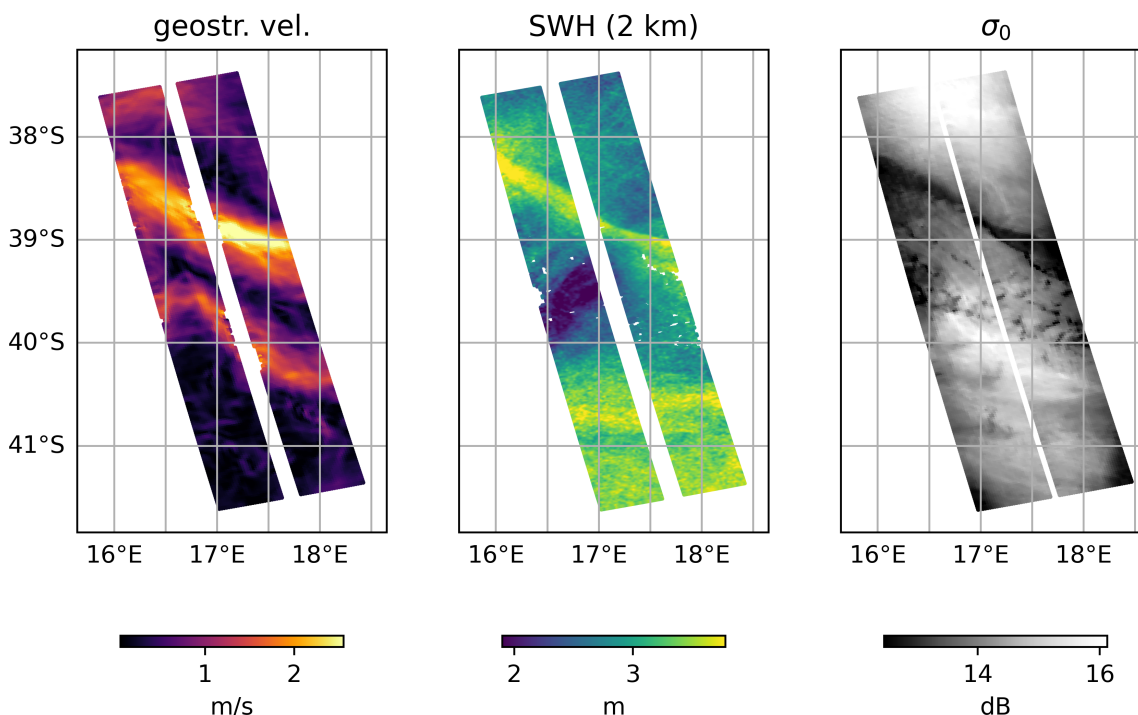 geostr. vel.
SWH (2 km)
σ₀
38°S
39°S
40°S
41°S
16°E 17°E 18°E
16°E 17°E 18°E
16°E 17°E 18°E
1 2
m/s
2 3
m
14 16
dB